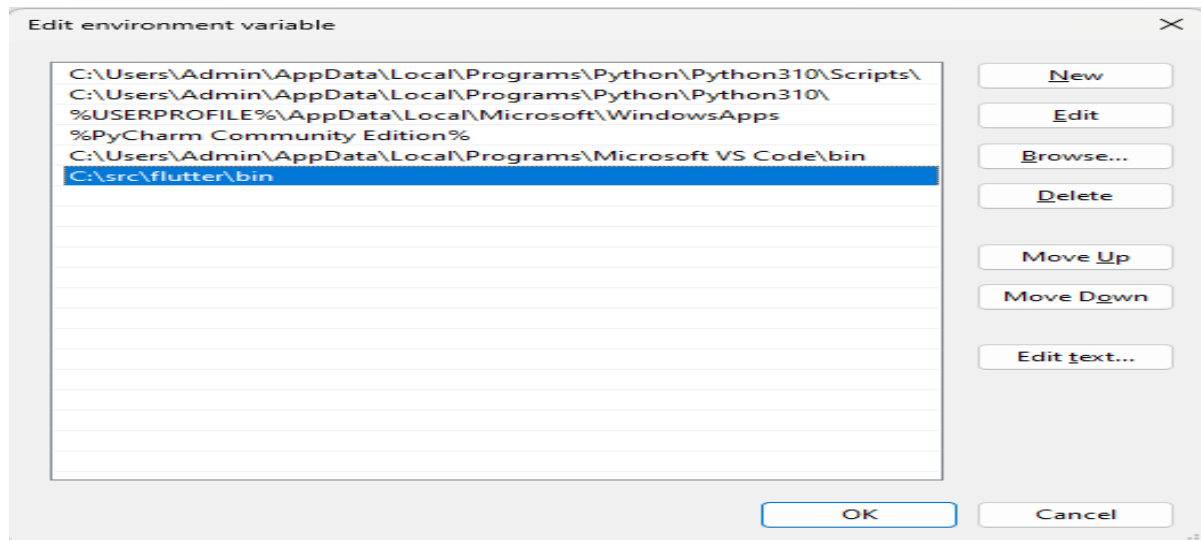 Edit environment variable
C:\Users\Admin\AppData\Local\Programs\Python\Python310\Scripts\
C:\Users\Admin\AppData\Local\Programs\Python\Python310\
%USERPROFILE%\AppData\Local\Microsoft\WindowsApps
%PyCharm Community Edition%
C:\Users\Admin\AppData\Local\Programs\Microsoft VS Code\bin
C:\src\flutter\bin
New
Edit
Browse...
Delete
Move Up
Move Down
Edit text...
OK
Cancel